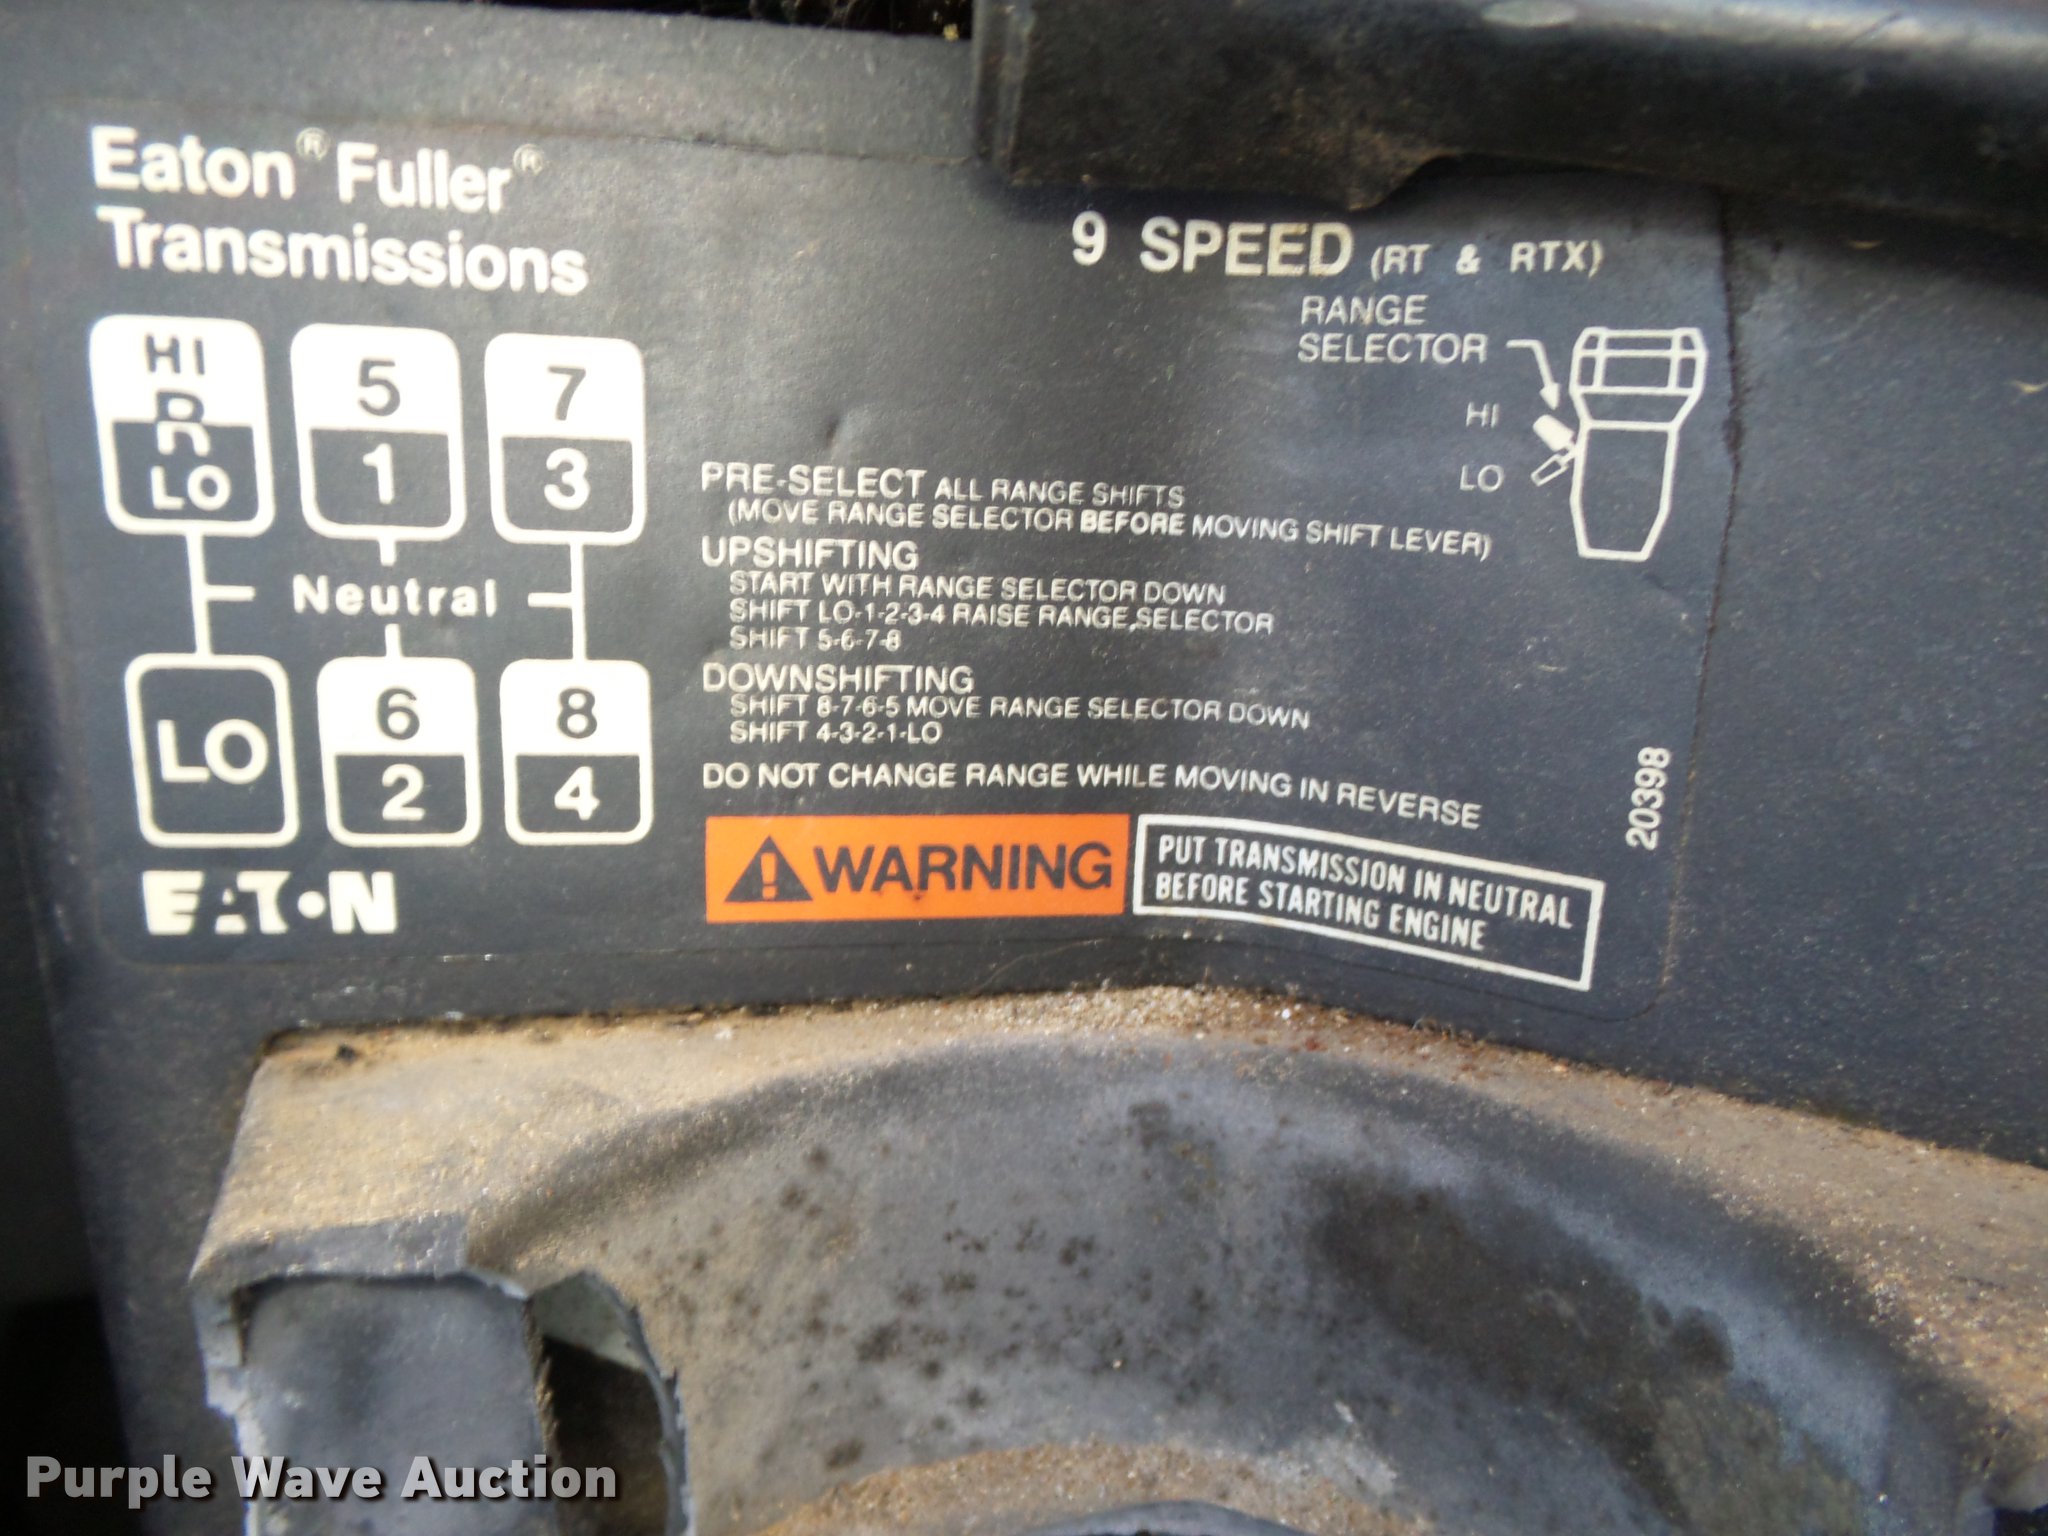 Eaton® Fuller®
Transmissions
HI
R
LO
5
1
7
3
Neutral
LO
6
2
8
4
EATON
9 SPEED (RT & RTX)
RANGE
SELECTOR
HI
LO
PRE-SELECT ALL RANGE SHIFTS
(MOVE RANGE SELECTOR BEFORE MOVING SHIFT LEVER)
UPSHIFTING
START WITH RANGE SELECTOR DOWN
SHIFT LO-1-2-3-4 RAISE RANGE SELECTOR
SHIFT 5-6-7-8
DOWNSHIFTING
SHIFT 8-7-6-5 MOVE RANGE SELECTOR DOWN
SHIFT 4-3-2-1-LO
DO NOT CHANGE RANGE WHILE MOVING IN REVERSE
WARNING
PUT TRANSMISSION IN NEUTRAL
BEFORE STARTING ENGINE
20398
Purple Wave Auction